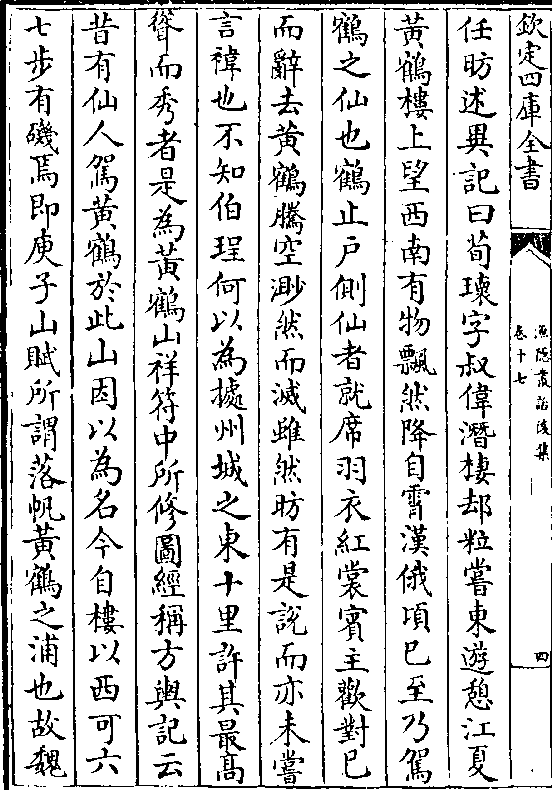 欽定四庫全書
漁隱叢話後集
卷十七
四
任昉述異記曰荀瓌字叔偉潛棲却粒嘗東遊憩江夏
黃鶴樓上望西南有物飄然降自霄漢俄頃已至乃駕
鶴之仙也鶴止戶側仙者就席羽衣紅裳賓主歡對已
而辭去黃鶴騰空渺然而滅雖然昉有是說而亦未嘗
言禕也不知伯珵何以為據州城之東十里許其最高
聳而秀者是為黃鶴山祥符中所修圖經稱方輿記云
昔有仙人駕黃鶴於此山因以為名今自樓以西可六
七步有磯焉即庾子山賦所謂落帆黃鶴之浦也故魏